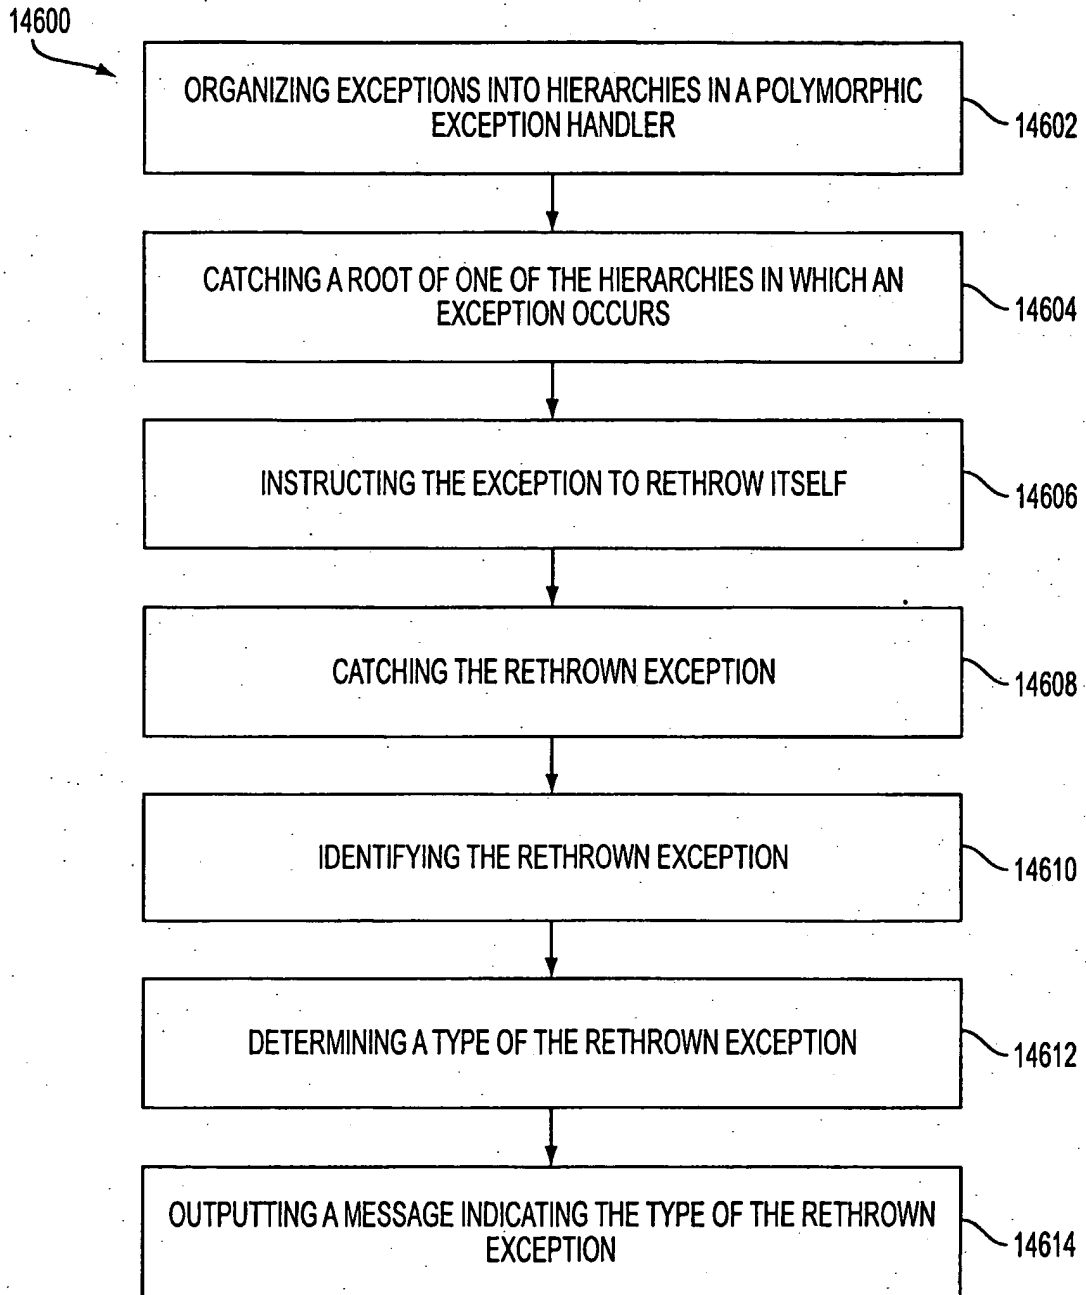 14600
ORGANIZING EXCEPTIONS INTO HIERARCHIES IN A POLYMORPHIC
EXCEPTION HANDLER
14602
CATCHING A ROOT OF ONE OF THE HIERARCHIES IN WHICH AN
EXCEPTION OCCURS
14604
INSTRUCTING THE EXCEPTION TO RETHROW ITSELF
14606
CATCHING THE RETHROWN EXCEPTION
14608
IDENTIFYING THE RETHROWN EXCEPTION
14610
DETERMINING A TYPE OF THE RETHROWN EXCEPTION
14612
OUTPUTTING A MESSAGE INDICATING THE TYPE OF THE RETHROWN
EXCEPTION
14614